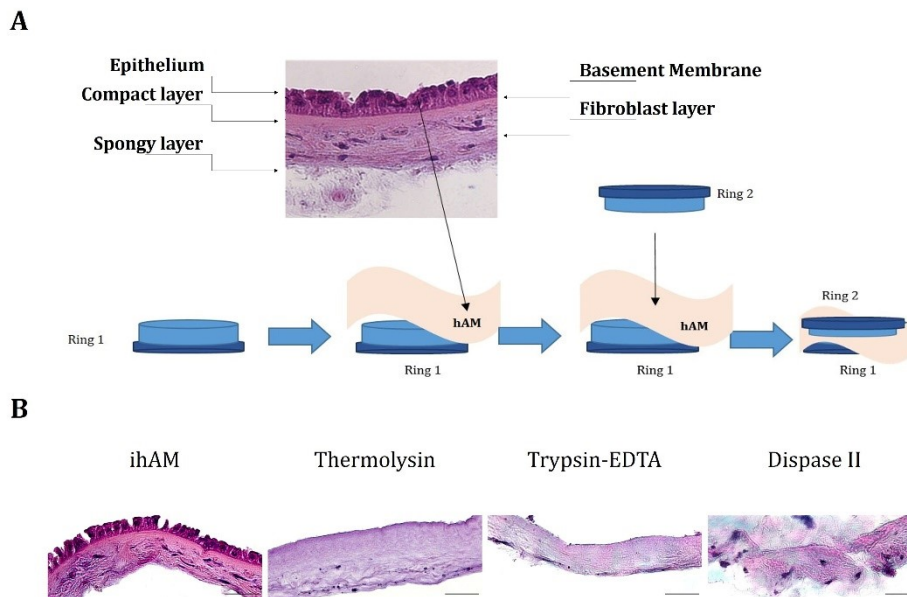 A
Epithelium
Compact layer
Spongy layer
Basement Membrane
Fibroblast layer
Ring 2
Ring 1
hAM
Ring 1
hAM
Ring 1
Ring 2
Ring 1
B
ihAM
Thermolysin
Trypsin-EDTA
Dispase II